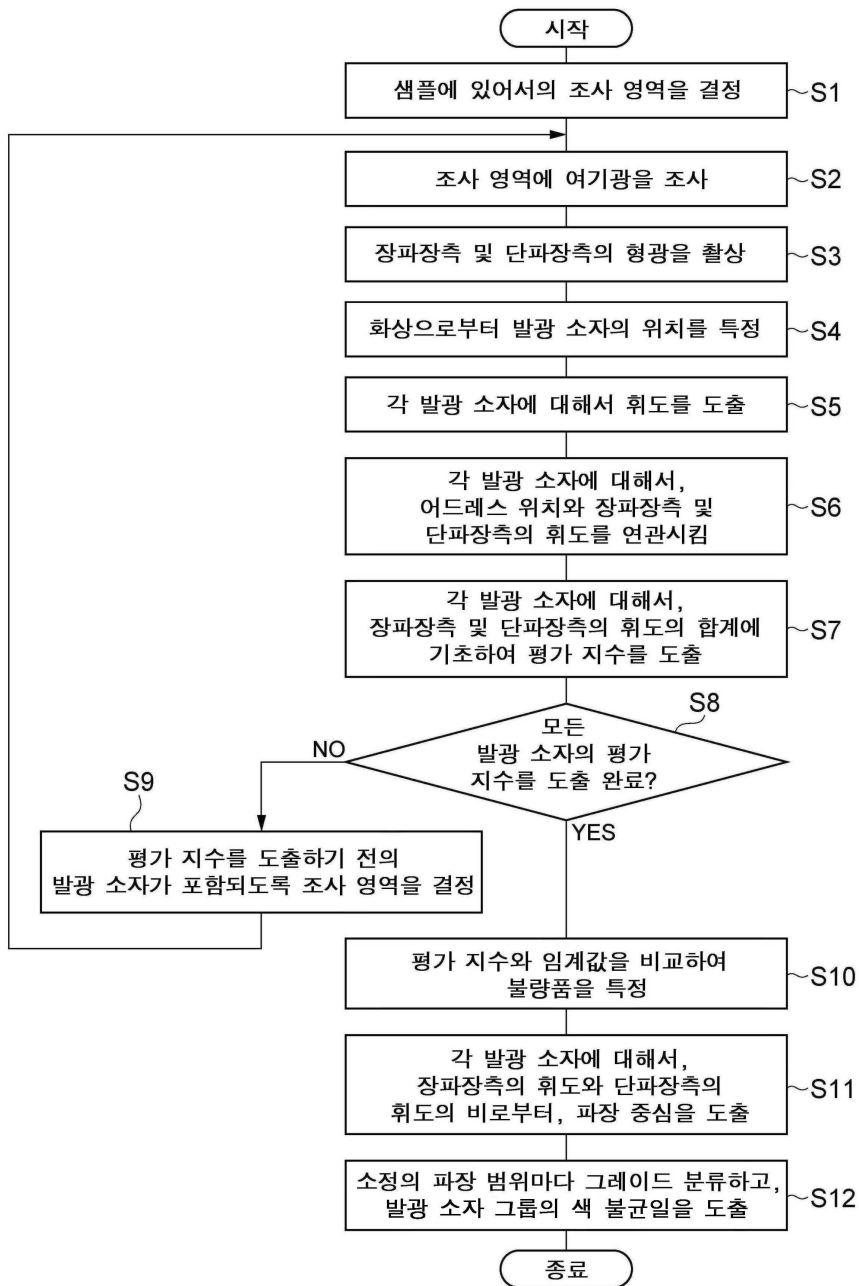 시작
샘플에 있어서의 조사 영역을 결정
S1
조사 영역에 여기광을 조사
S2
장파장측 및 단파장측의 형광을 촬상
S3
화상으로부터 발광 소자의 위치를 특정
S4
각 발광 소자에 대해서 휘도를 도출
S5
각 발광 소자에 대해서,
어드레스 위치와 장파장측 및
단파장측의 휘도를 연관시킴
S6
각 발광 소자에 대해서,
장파장측 및 단파장측의 휘도의 합계에
기초하여 평가 지수를 도출
S7
S8
모든
발광 소자의 평가
지수를 도출 완료?
NO
YES
S9
평가 지수를 도출하기 전의
발광 소자가 포함되도록 조사 영역을 결정
평가 지수와 임계값을 비교하여
불량품을 특정
S10
각 발광 소자에 대해서,
장파장측의 휘도와 단파장측의
휘도의 비로부터, 파장 중심을 도출
S11
소정의 파장 범위마다 그레이드 분류하고,
발광 소자 그룹의 색 불균일을 도출
S12
종료